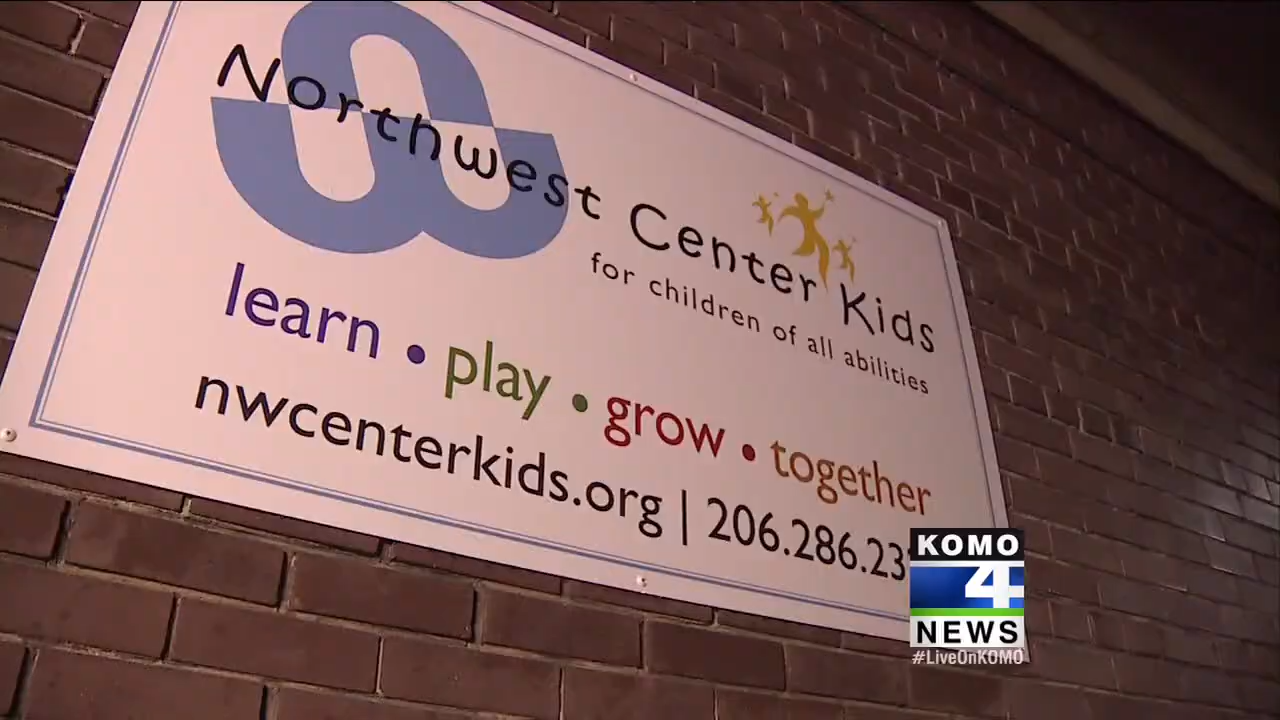 Northwest Center Kids
for children of all abilities
learn • play • grow • together
nwcenterkids.org | 206.286.23
KOMO
4
NEWS
#LiveOnKOMO